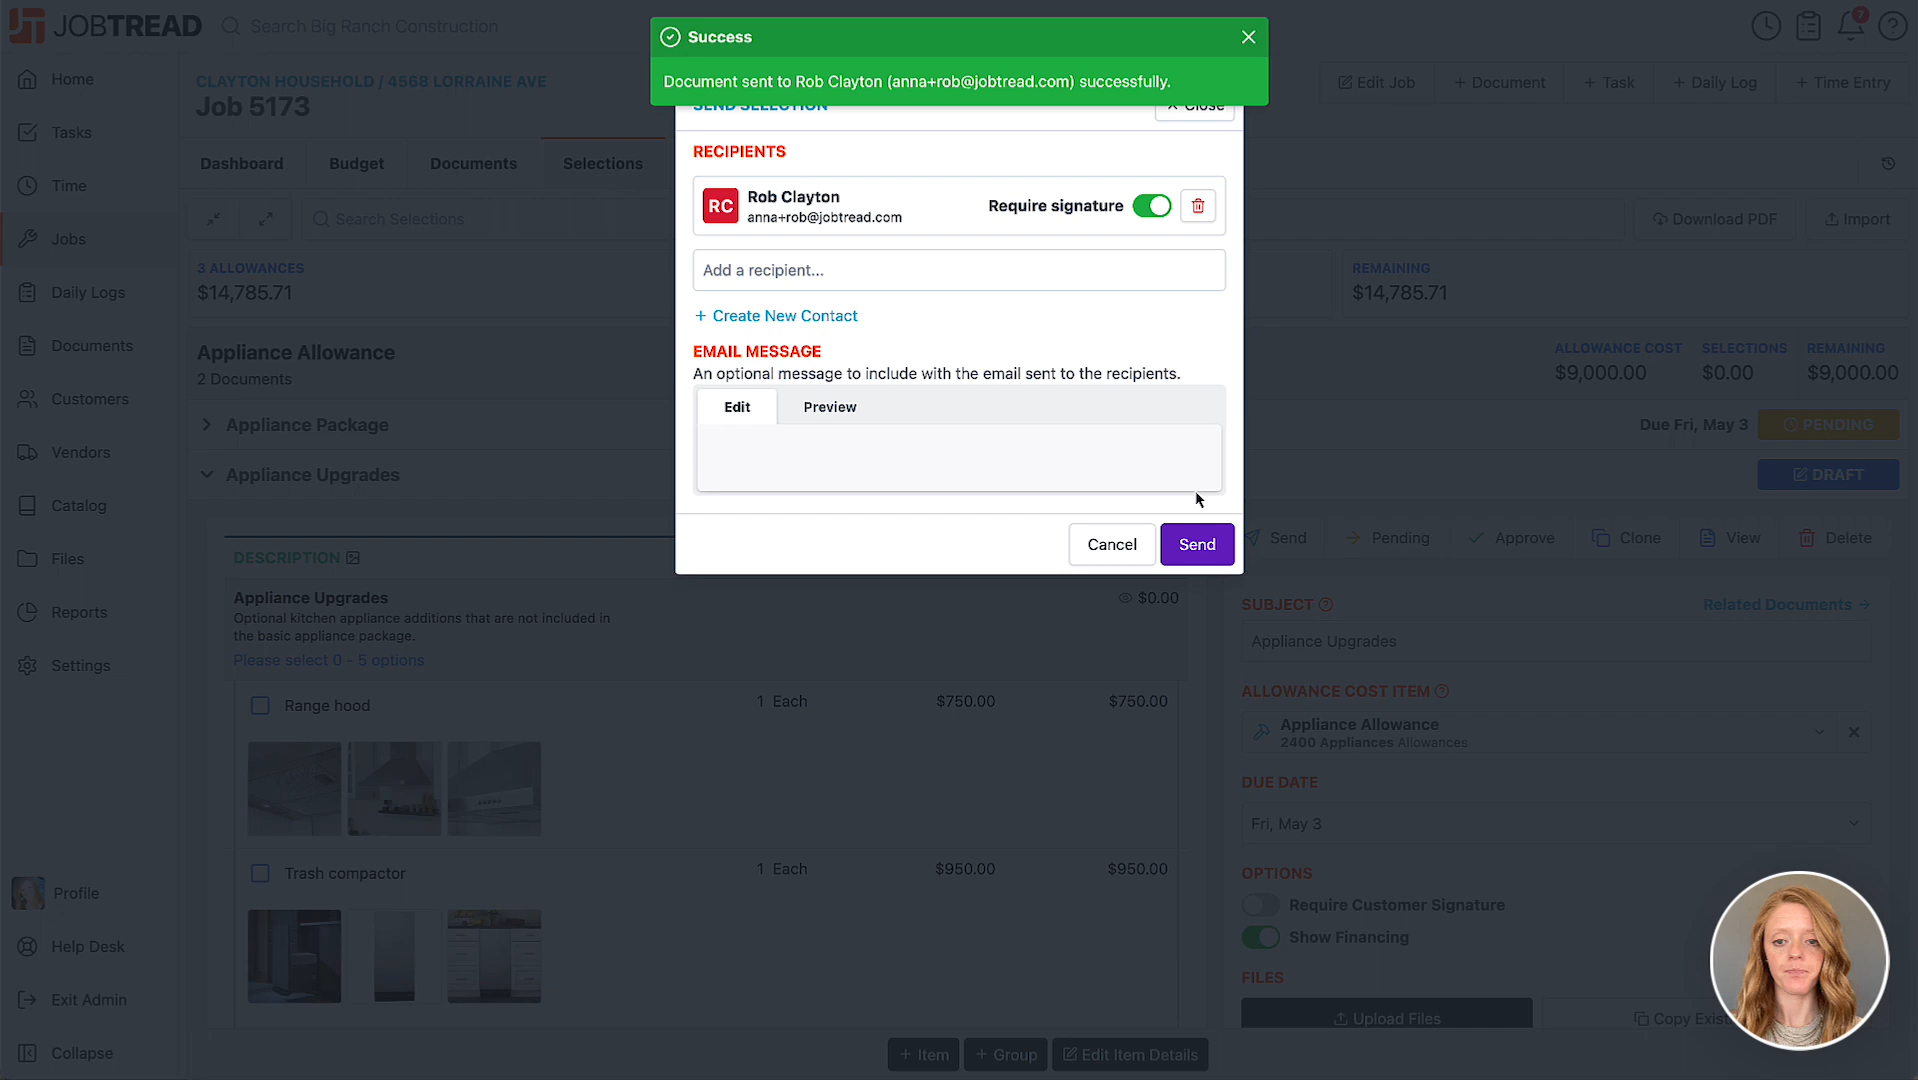 JOBTREAD
Search Big Ranch Construction
7
Success
Document sent to Rob Clayton (anna+rob@jobtread.com) successfully.
Home
Tasks
Time
Jobs
Daily Logs
Documents
Customers
Vendors
Catalog
Files
Reports
Settings
Profile
Help Desk
Exit Admin
Collapse
CLAYTON HOUSEHOLD / 4568 LORRAINE AVE
Job 5173
Edit Job
+ Document
+ Task
+ Daily Log
+ Time Entry
Dashboard
Budget
Documents
Selections
Search Selections
Download PDF
Import
3 ALLOWANCES
$14,785.71
REMAINING
$14,785.71
Appliance Allowance
2 Documents
ALLOWANCE COST
$9,000.00
SELECTIONS
$0.00
REMAINING
$9,000.00
Appliance Package
Due Fri, May 3
PENDING
Appliance Upgrades
DRAFT
SEND SELECTION
Close
RECIPIENTS
RC
Rob Clayton
anna+rob@jobtread.com
Require signature
Add a recipient...
+ Create New Contact
EMAIL MESSAGE
An optional message to include with the email sent to the recipients.
Edit
Preview
Cancel
Send
Send
Pending
Approve
Clone
View
Delete
DESCRIPTION
Appliance Upgrades
$0.00
Optional kitchen appliance additions that are not included in
the basic appliance package.
Please select 0 - 5 options
Range hood
1 Each
$750.00
$750.00
Trash compactor
1 Each
$950.00
$950.00
SUBJECT
Related Documents
Appliance Upgrades
ALLOWANCE COST ITEM
Appliance Allowance
2400 Appliances Allowances
DUE DATE
Fri, May 3
OPTIONS
Require Customer Signature
Show Financing
FILES
Upload Files
Copy Exist
+ Item
+ Group
Edit Item Details